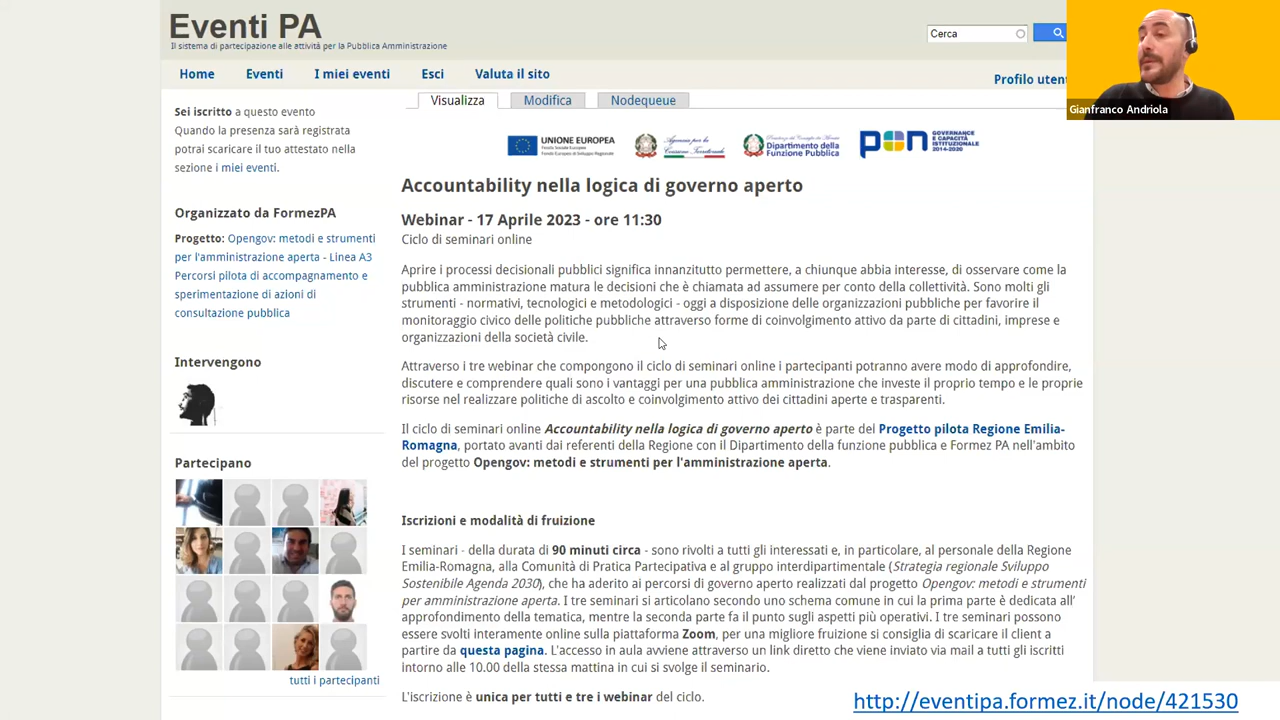 Eventi PA
Il sistema di partecipazione alle attività per la Pubblica Amministrazione
Cerca
Gianfranco Andriola
Home Eventi I miei eventi Esci Valuta il sito
Profilo utent
Visualizza Modifica Nodequeue
Sei iscritto a questo evento
Quando la presenza sarà registrata
potrai scaricare il tuo attestato nella
sezione i miei eventi.
Organizzato da FormezPA
Progetto: Opengov: metodi e strumenti
per l'amministrazione aperta - Linea A3
Percorsi pilota di accompagnamento e
sperimentazione di azioni di
consultazione pubblica
Intervengono
Partecipano
tutti i partecipanti
UNIONE EUROPEA
Fondo Sociale Europeo
Fondo Europeo di Sviluppo Regionale
Agenzia per la
Coesione Territoriale
Presidenza del Consiglio dei Ministri
Dipartimento della
Funzione Pubblica
pon
GOVERNANCE
E CAPACITÀ
ISTITUZIONALE
2014-2020
Accountability nella logica di governo aperto
Webinar - 17 Aprile 2023 - ore 11:30
Ciclo di seminari online
Aprire i processi decisionali pubblici significa innanzitutto permettere, a chiunque abbia interesse, di osservare come la
pubblica amministrazione matura le decisioni che è chiamata ad assumere per conto della collettività. Sono molti gli
strumenti - normativi, tecnologici e metodologici - oggi a disposizione delle organizzazioni pubbliche per favorire il
monitoraggio civico delle politiche pubbliche attraverso forme di coinvolgimento attivo da parte di cittadini, imprese e
organizzazioni della società civile.
Attraverso i tre webinar che compongono il ciclo di seminari online i partecipanti potranno avere modo di approfondire,
discutere e comprendere quali sono i vantaggi per una pubblica amministrazione che investe il proprio tempo e le proprie
risorse nel realizzare politiche di ascolto e coinvolgimento attivo dei cittadini aperte e trasparenti.
Il ciclo di seminari online Accountability nella logica di governo aperto è parte del Progetto pilota Regione Emilia-
Romagna, portato avanti dai referenti della Regione con il Dipartimento della funzione pubblica e Formez PA nell'ambito
del progetto Opengov: metodi e strumenti per l'amministrazione aperta.
Iscrizioni e modalità di fruizione
I seminari - della durata di 90 minuti circa - sono rivolti a tutti gli interessati e, in particolare, al personale della Regione
Emilia-Romagna, alla Comunità di Pratica Partecipativa e al gruppo interdipartimentale (Strategia regionale Sviluppo
Sostenibile Agenda 2030), che ha aderito ai percorsi di governo aperto realizzati dal progetto Opengov: metodi e strumenti
per amministrazione aperta. I tre seminari si articolano secondo uno schema comune in cui la prima parte è dedicata all'
approfondimento della tematica, mentre la seconda parte fa il punto sugli aspetti più operativi. I tre seminari possono
essere svolti interamente online sulla piattaforma Zoom, per una migliore fruizione si consiglia di scaricare il client a
partire da questa pagina. L'accesso in aula avviene attraverso un link diretto che viene inviato via mail a tutti gli iscritti
intorno alle 10.00 della stessa mattina in cui si svolge il seminario.
L'iscrizione è unica per tutti e tre i webinar del ciclo.
http://eventipa.formez.it/node/421530